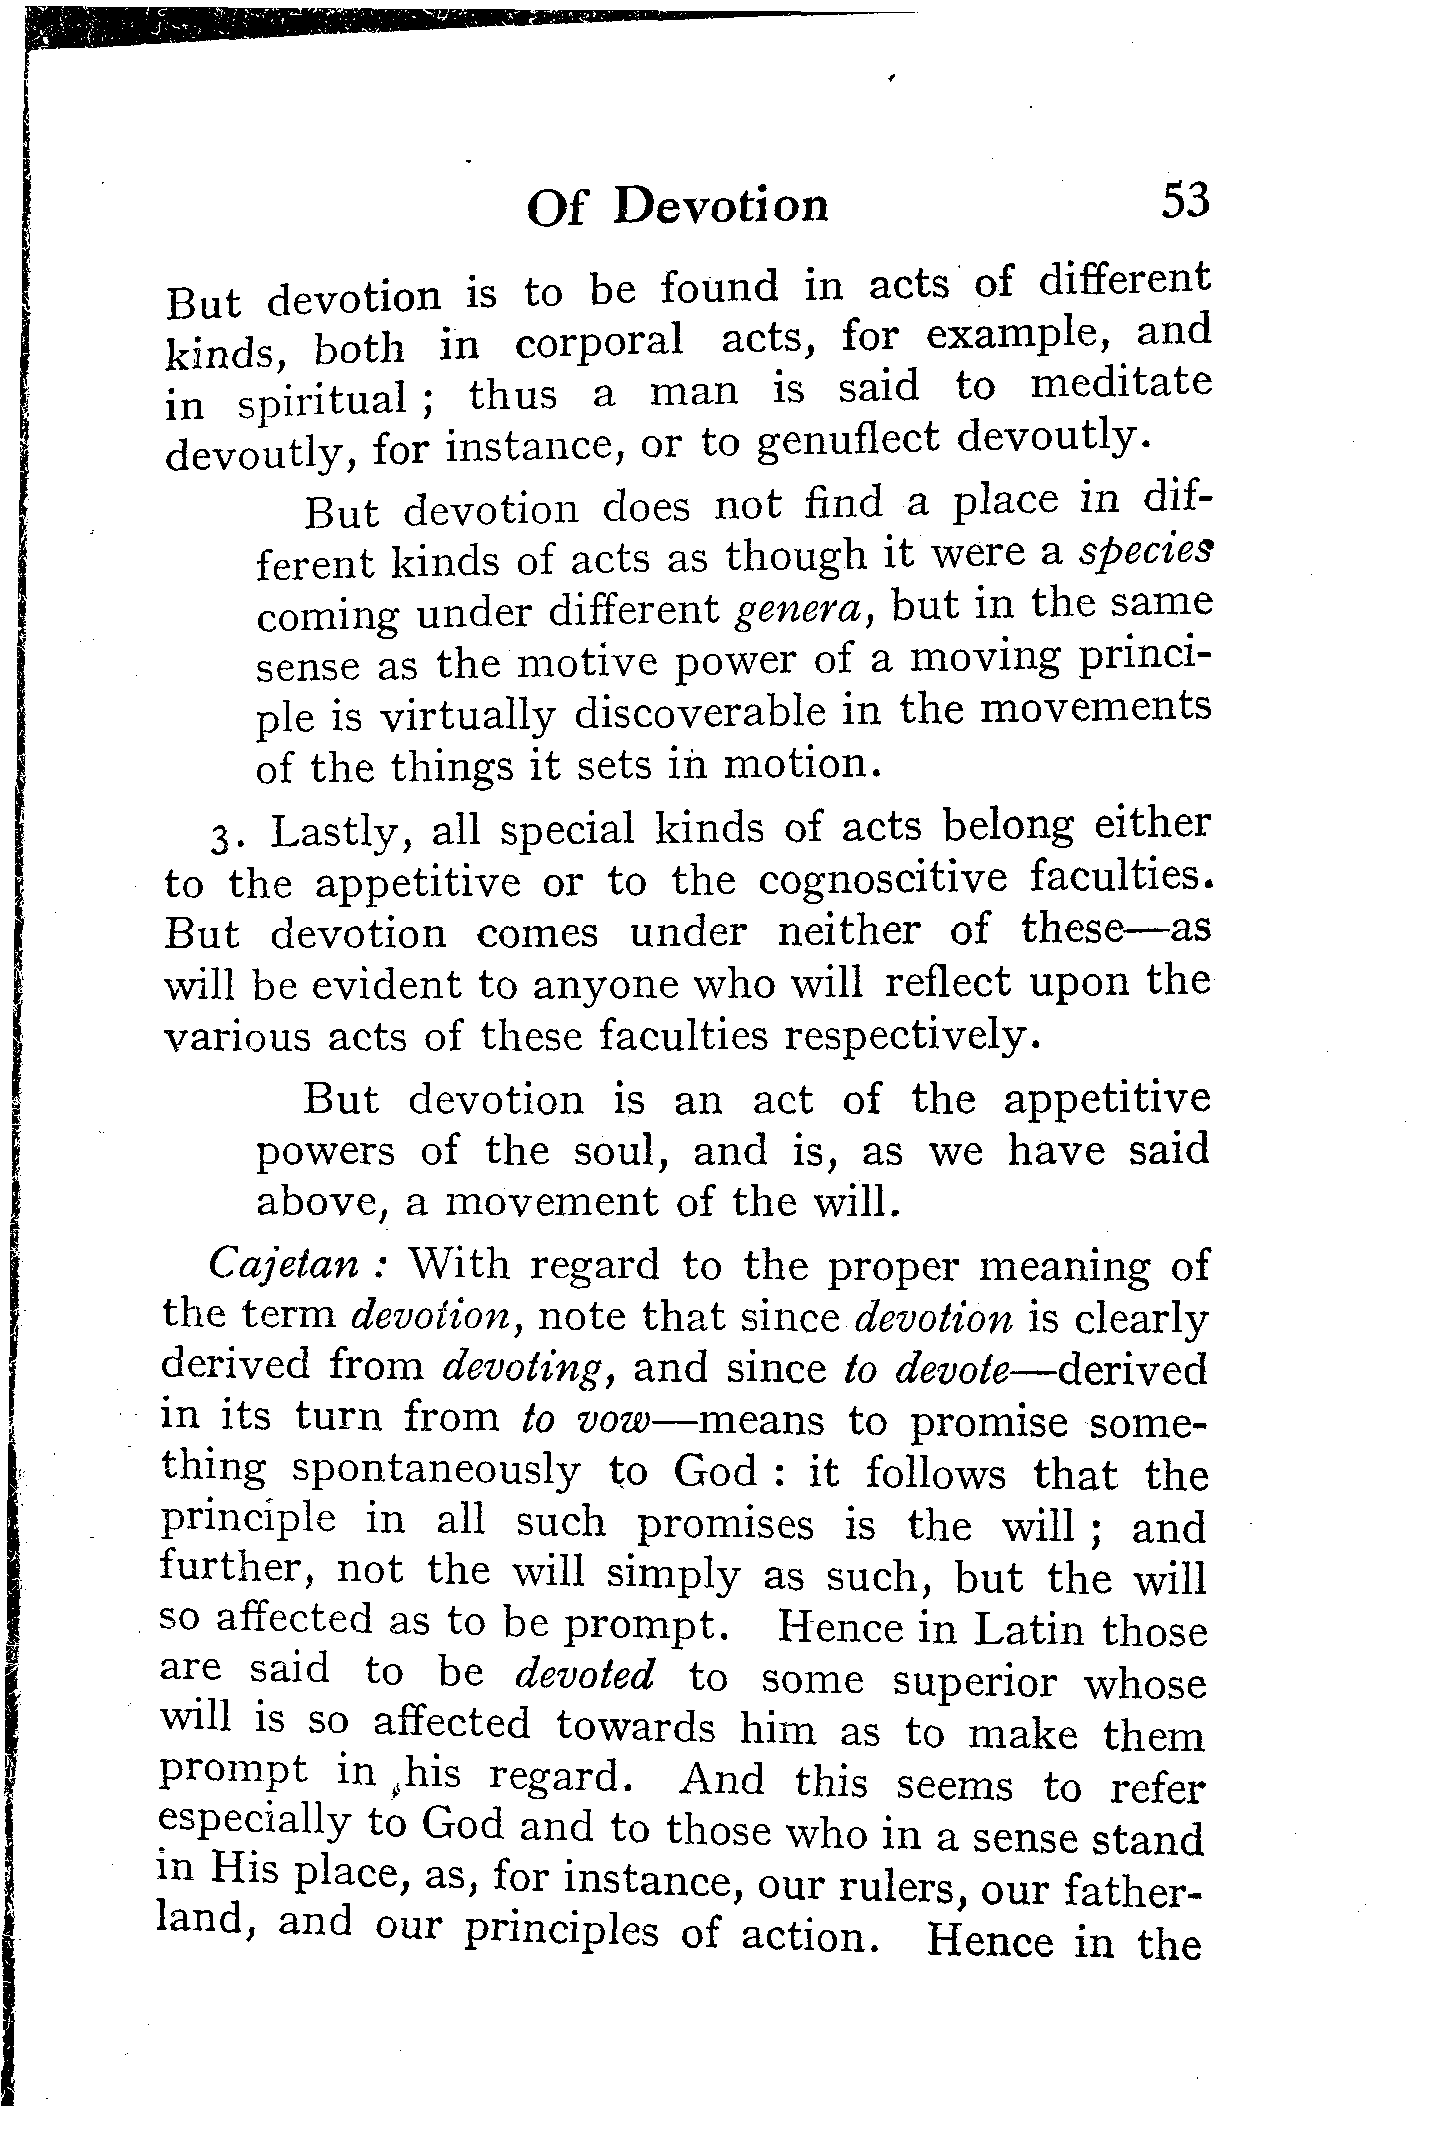 Of Devotion 53
But devotion is to be found in acts of different
kinds, both in corporal acts, for example, and
in spiritual ; thus a man is said to meditate
devoutly, for instance, or to genuflect devoutly.
But devotion does not find a place in dif-
ferent kinds of acts as though it were a species
coming under different genera, but in the same
sense as the motive power of a moving princi-
ple is virtually discoverable in the movements
of the things it sets in motion.
3. Lastly, all special kinds of acts belong either
to the appetitive or to the cognoscitive faculties.
But devotion comes under neither of these—as
will be evident to anyone who will reflect upon the
various acts of these faculties respectively.
But devotion is an act of the appetitive
powers of the soul, and is, as we have said
above, a movement of the will.
Cajetan : With regard to the proper meaning of
the term devotion, note that since devotion is clearly
derived from devoting, and since to devote—derived
in its turn from to vow—means to promise some-
thing spontaneously to God : it follows that the
principle in all such promises is the will ; and
further, not the will simply as such, but the will
so affected as to be prompt. Hence in Latin those
are said to be devoted to some superior whose
will is so affected towards him as to make them
prompt in his regard. And this seems to refer
especially to God and to those who in a sense stand
in His place, as, for instance, our rulers, our father-
land, and our principles of action. Hence in the